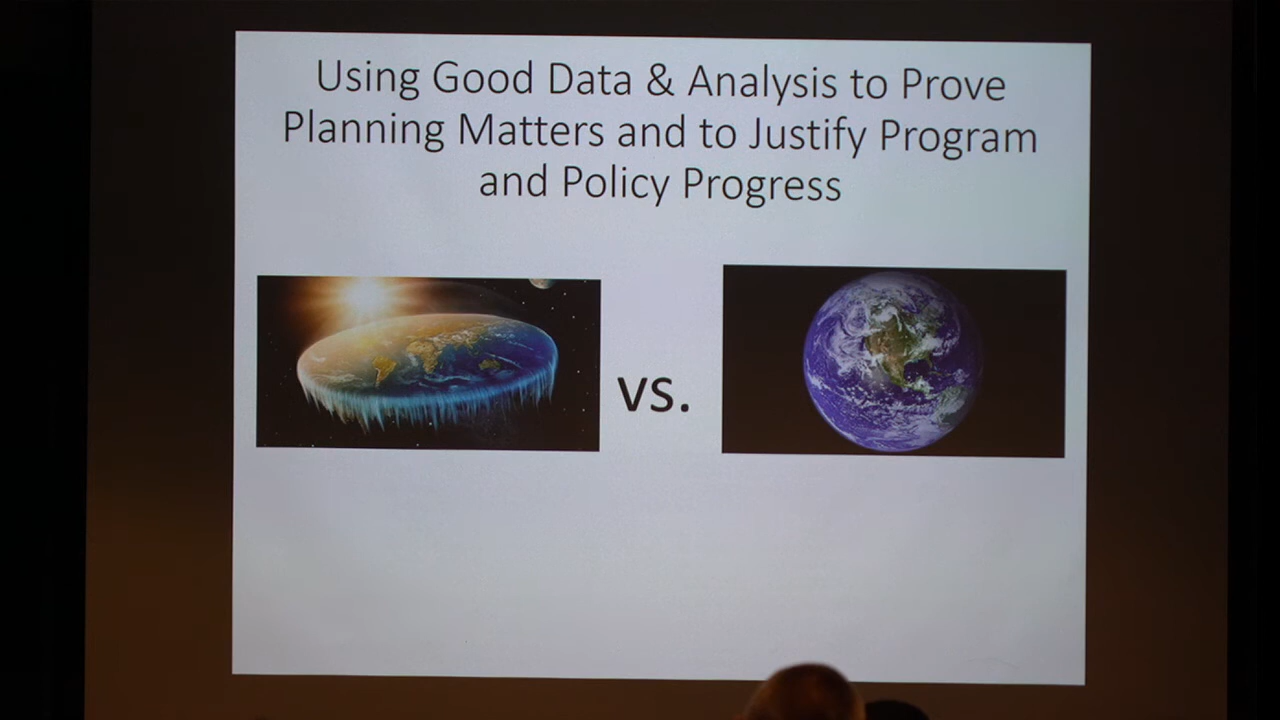 Using Good Data & Analysis to Prove
Planning Matters and to Justify Program
and Policy Progress
vs.